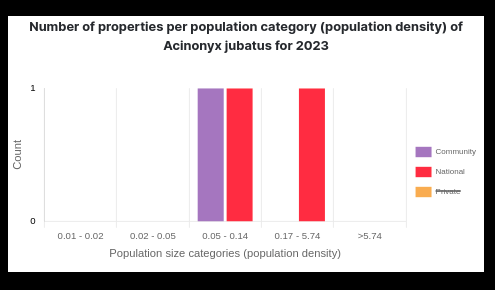 Number of properties per population category (population density) of
Acinonyx jubatus for 2023
1
0
Count
0.01 - 0.02
0.02 - 0.05
0.05 - 0.14
0.17 - 5.74
>5.74
Population size categories (population density)
Community
National
Private